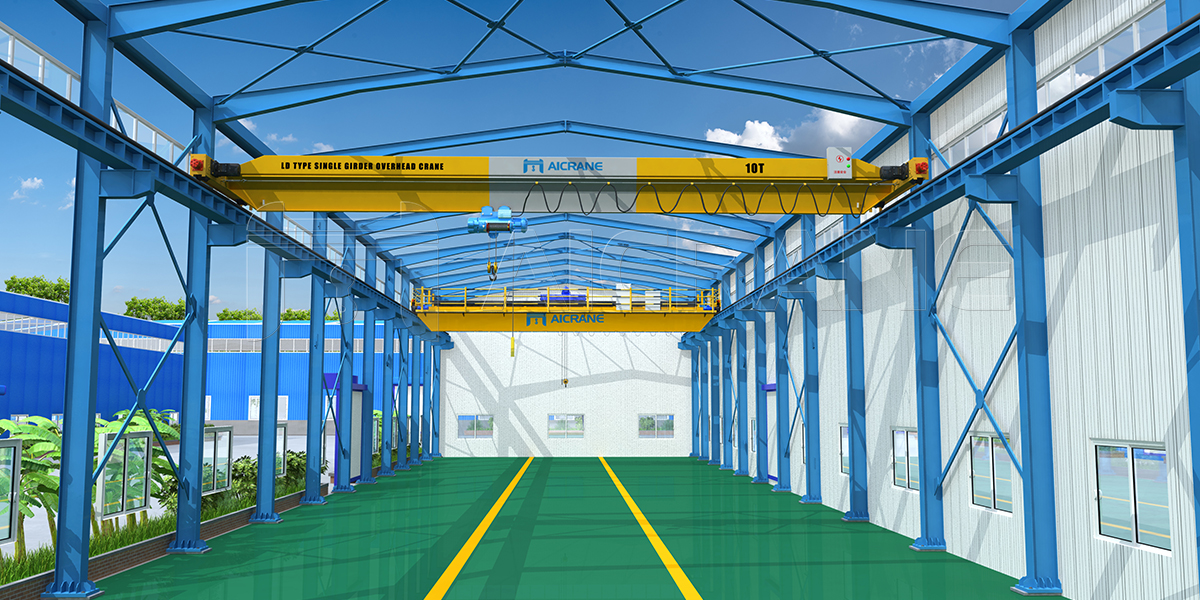 LD TYPE SINGLE GIRDER OVERHEAD CRANE
AICRANE
10T
AICRANE